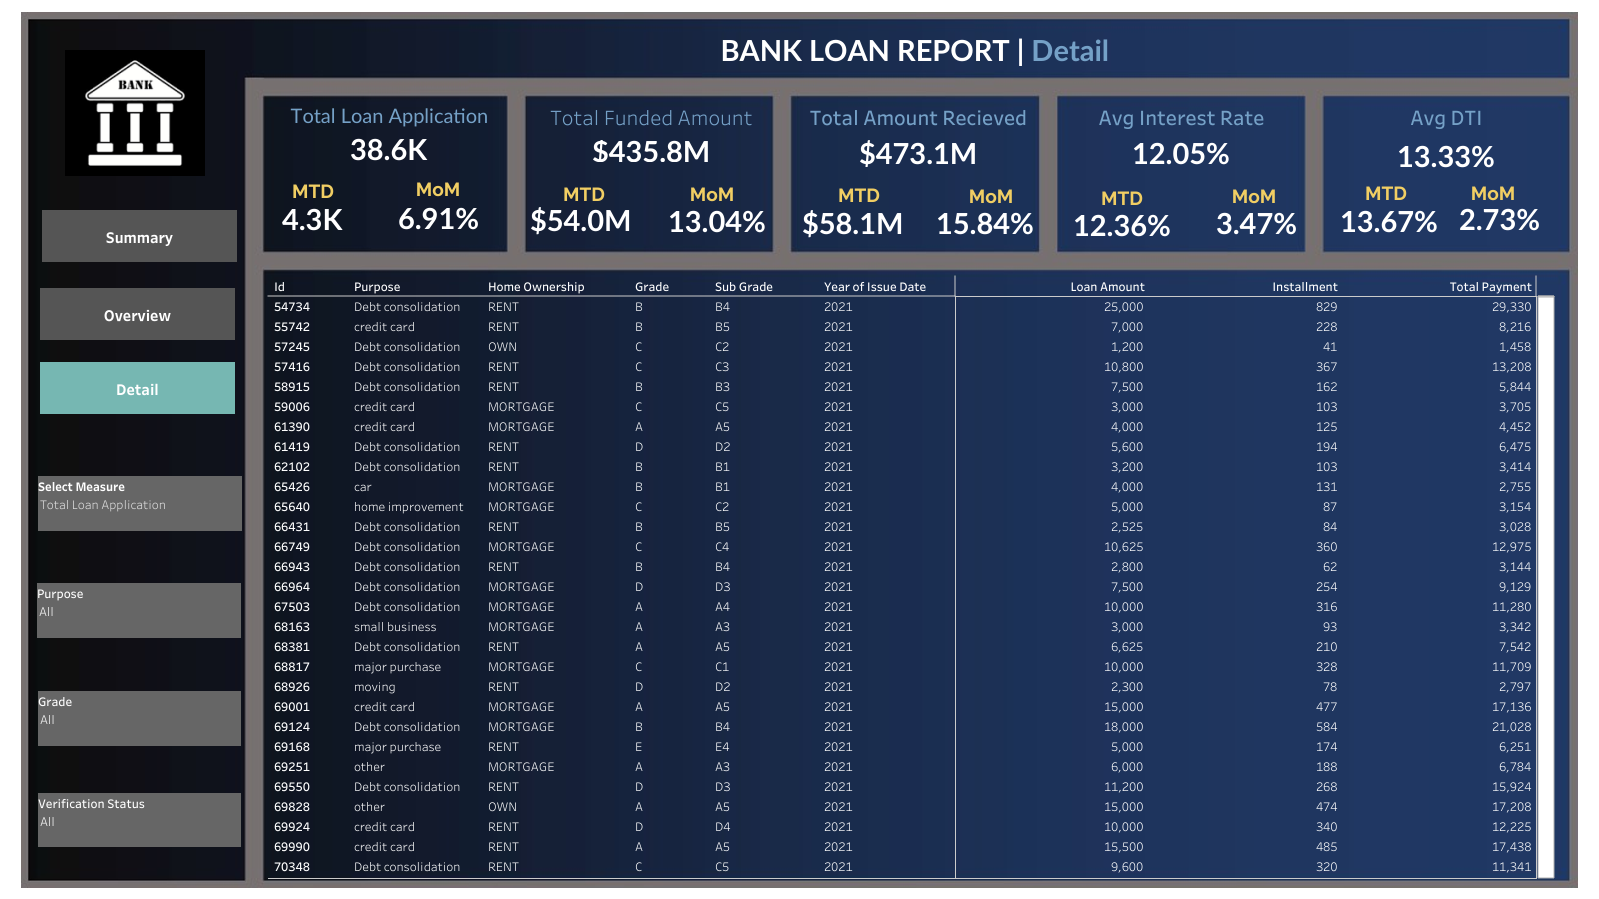 BANK LOAN REPORT | Detail
BANK
Summary
Overview
Detail
Select Measure
Total Loan Application
Purpose
All
Grade
All
Verification Status
All
Total Loan Application
38.6K
MTD MoM
4.3K 6.91%
Total Funded Amount
$435.8M
MTD MoM
$54.0M 13.04%
Total Amount Recieved
$473.1M
MTD MoM
$58.1M 15.84%
Avg Interest Rate
12.05%
MTD MoM
12.36% 3.47%
Avg DTI
13.33%
MTD MoM
13.67% 2.73%
Id Purpose Home Ownership Grade Sub Grade Year of Issue Date Loan Amount Installment Total Payment
54734 Debt consolidation RENT B B4 2021 25,000 829 29,330
55742 credit card RENT B B5 2021 7,000 228 8,216
57245 Debt consolidation OWN C C2 2021 1,200 41 1,458
57416 Debt consolidation RENT C C3 2021 10,800 367 13,208
58915 Debt consolidation RENT B B3 2021 7,500 162 5,844
59006 credit card MORTGAGE C C5 2021 3,000 103 3,705
61390 credit card MORTGAGE A A5 2021 4,000 125 4,452
61419 Debt consolidation RENT D D2 2021 5,600 194 6,475
62102 Debt consolidation RENT B B1 2021 3,200 103 3,414
65426 car MORTGAGE B B1 2021 4,000 131 2,755
65640 home improvement MORTGAGE C C2 2021 5,000 87 3,154
66431 Debt consolidation RENT B B5 2021 2,525 84 3,028
66749 Debt consolidation MORTGAGE C C4 2021 10,625 360 12,975
66943 Debt consolidation RENT B B4 2021 2,800 62 3,144
66964 Debt consolidation MORTGAGE D D3 2021 7,500 254 9,129
67503 Debt consolidation MORTGAGE A A4 2021 10,000 316 11,280
68163 small business MORTGAGE A A3 2021 3,000 93 3,342
68381 Debt consolidation RENT A A5 2021 6,625 210 7,542
68817 major purchase MORTGAGE C C1 2021 10,000 328 11,709
68926 moving RENT D D2 2021 2,300 78 2,797
69001 credit card MORTGAGE A A5 2021 15,000 477 17,136
69124 Debt consolidation MORTGAGE B B4 2021 18,000 584 21,028
69168 major purchase RENT E E4 2021 5,000 174 6,251
69251 other MORTGAGE A A3 2021 6,000 188 6,784
69550 Debt consolidation RENT D D3 2021 11,200 268 15,924
69828 other OWN A A5 2021 15,000 474 17,208
69924 credit card RENT D D4 2021 10,000 340 12,225
69990 credit card RENT A A5 2021 15,500 485 17,438
70348 Debt consolidation RENT C C5 2021 9,600 320 11,341